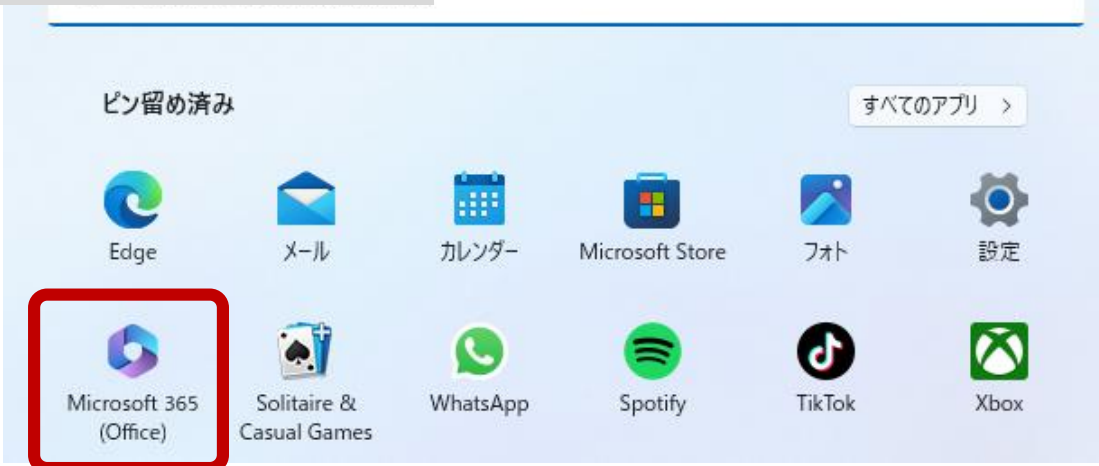 ピン留め済み
すべてのアプリ >
Edge
メール
カレンダー
Microsoft Store
フォト
設定
Microsoft 365
(Office)
Solitaire &
Casual Games
WhatsApp
Spotify
TikTok
Xbox